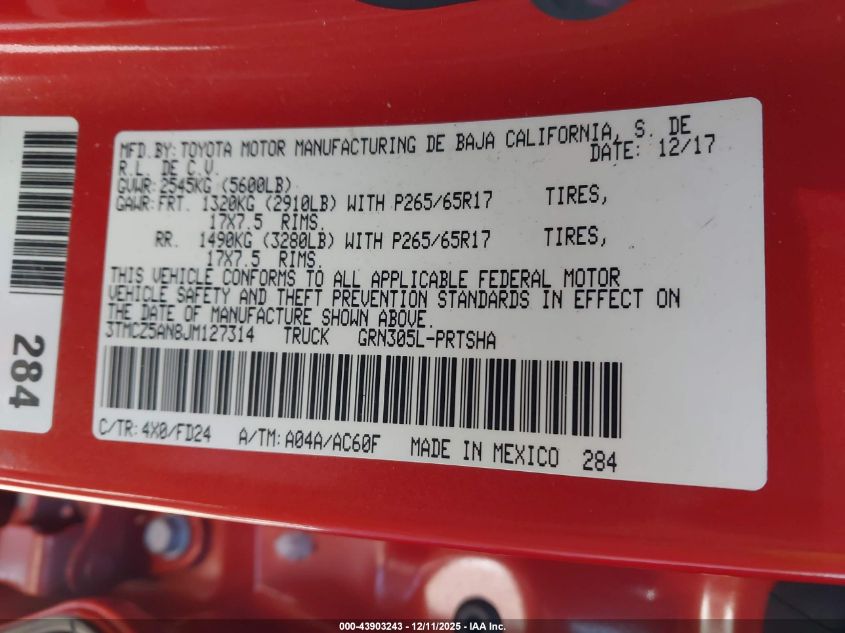 MFD.BY: TOYOTA MOTOR MANUFACTURING DE BAJA CALIFORNIA, S. DE
R.L. DE C.V. DATE: 12/17
GVWR: 2545KG (5600LB)
GAWR: FRT. 1320KG (2910LB) WITH P265/65R17 TIRES,
17X7.5 RIMS.
RR. 1490KG (3280LB) WITH P265/65R17 TIRES,
17X7.5 RIMS.
THIS VEHICLE CONFORMS TO ALL APPLICABLE FEDERAL MOTOR
VEHICLE SAFETY AND THEFT PREVENTION STANDARDS IN EFFECT ON
THE DATE OF MANUFACTURE SHOWN ABOVE.
3TMCZ5AN8JM127314 TRUCK GRN305L-PRTSHA
C/TR: 4X0/FD24 A/TM: A04A/AC60F MADE IN MEXICO 284
284
000-43903243 - 12/11/2025 - IAA Inc.